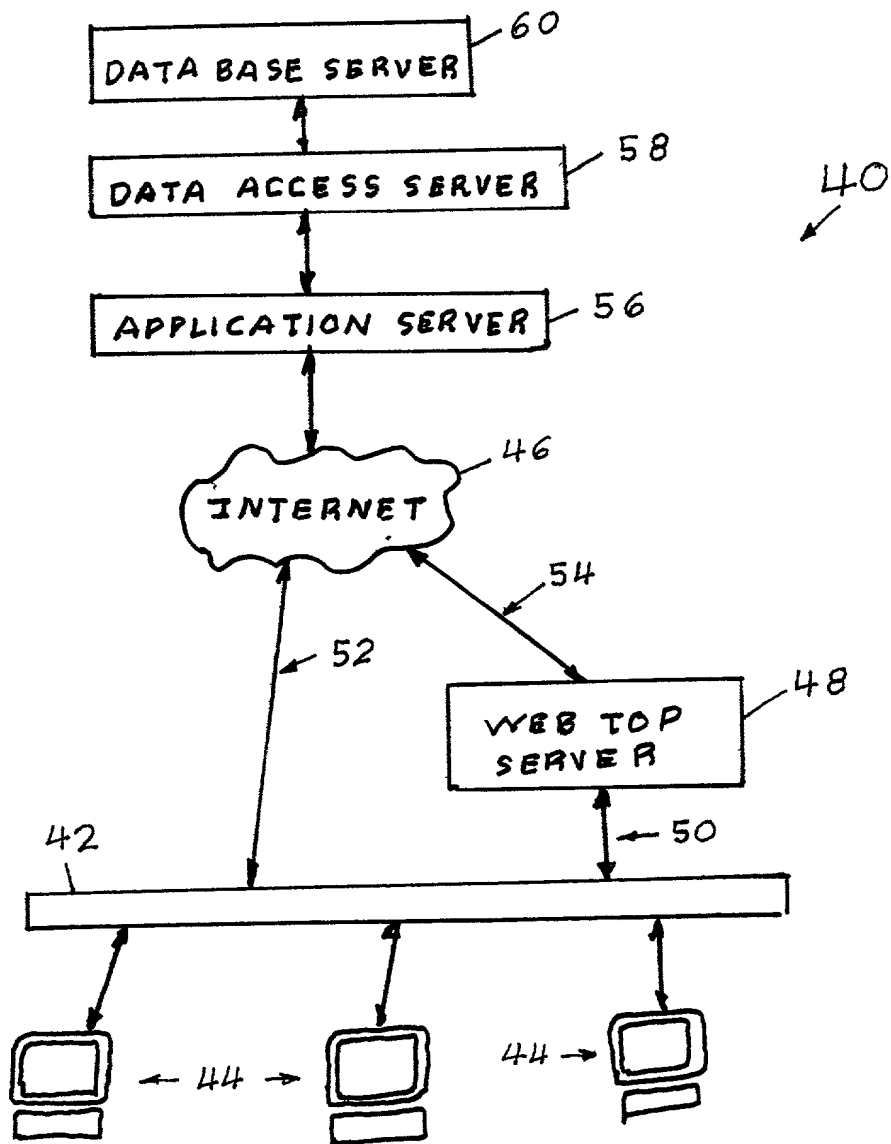 60
DATA BASE SERVER
58
DATA ACCESS SERVER
40
56
APPLICATION SERVER
46
INTERNET
54
52
48
WEB TOP
SERVER
50
42
44
44